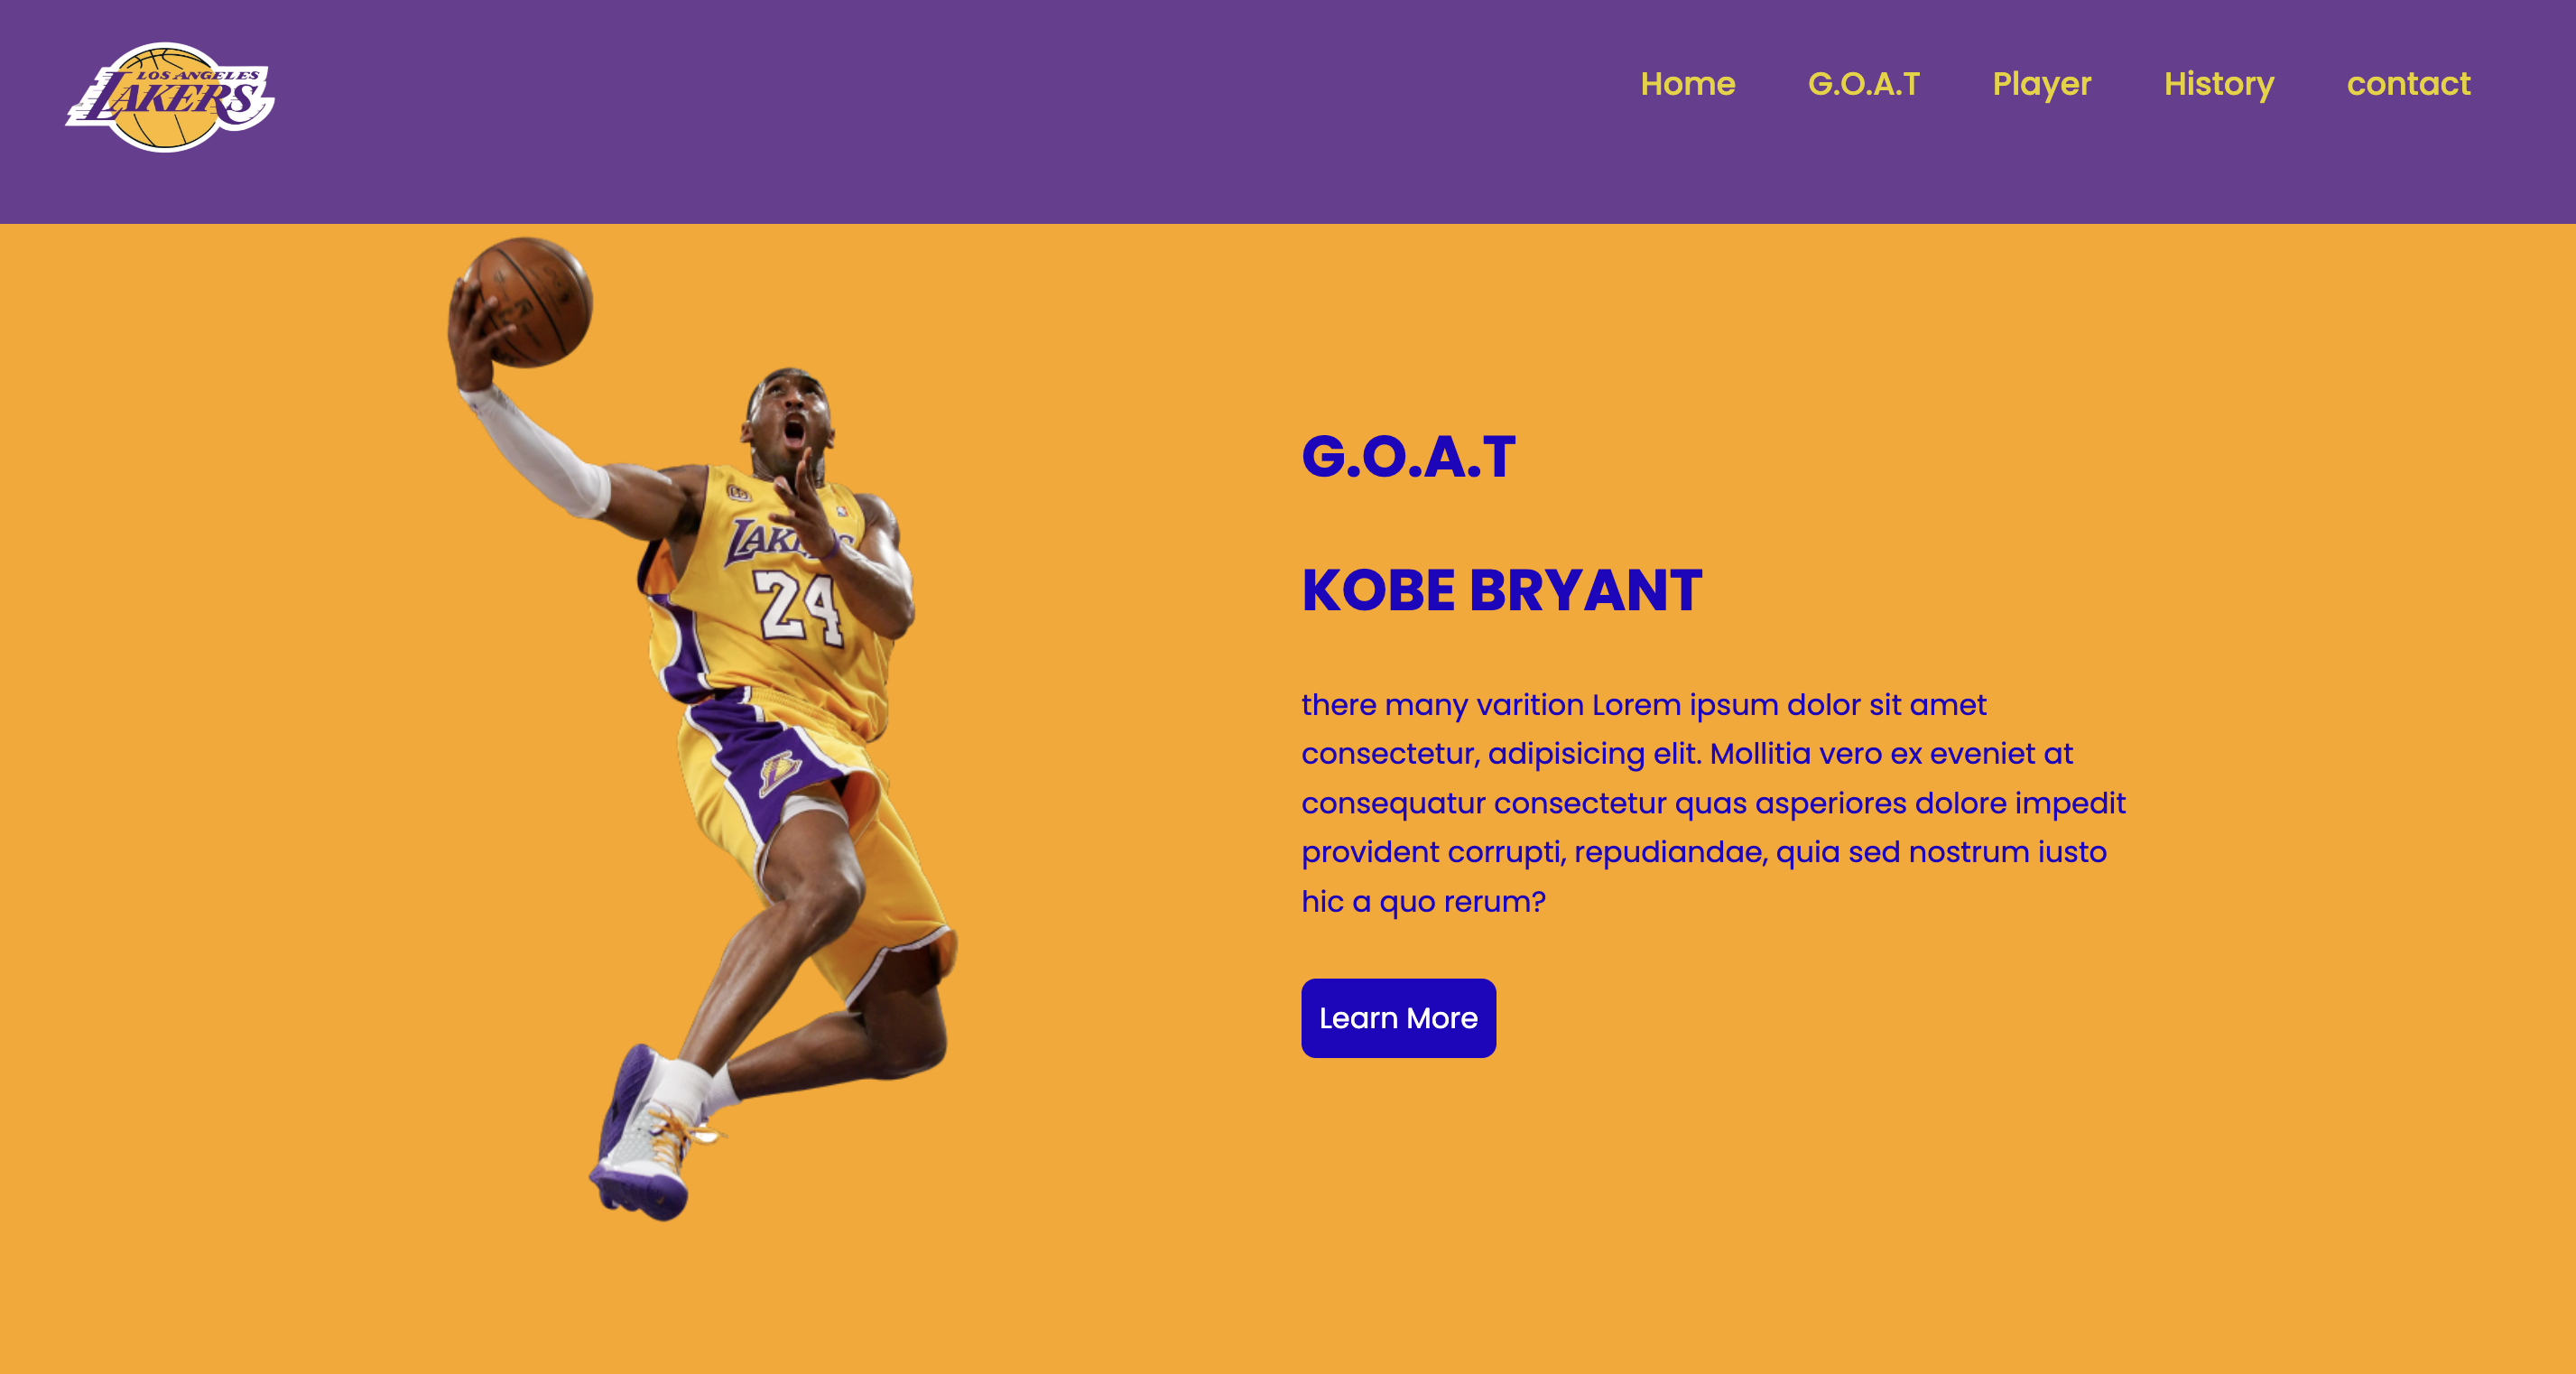 LOS ANGELES
LAKERS
Home G.O.A.T Player History contact
G.O.A.T
KOBE BRYANT
LAKERS
24
there many varition Lorem ipsum dolor sit amet
consectetur, adipisicing elit. Mollitia vero ex eveniet at
consequatur consectetur quas asperiores dolore impedit
provident corrupti, repudiandae, quia sed nostrum iusto
hic a quo rerum?
Learn More